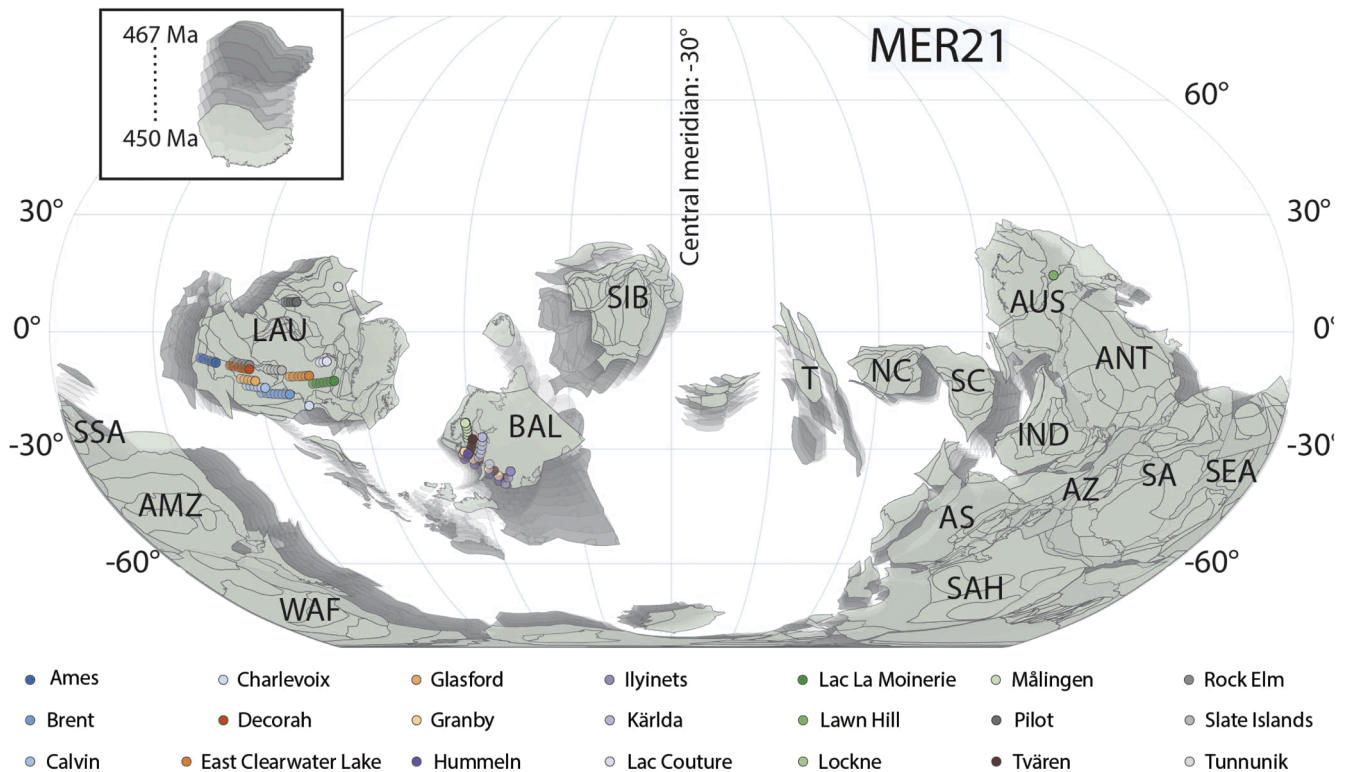 467 Ma
450 Ma
Central meridian: -30°
MER21
60°
30°
30°
0°
0°
-30°
-30°
-60°
-60°
LAU
SIB
BAL
T
NC
SC
AUS
ANT
IND
SSA
AMZ
WAF
AZ
SA
SEA
AS
SAH
Ames
Charlevoix
Glasford
Ilyinets
Lac La Moinerie
Målingen
Rock Elm
Brent
Decorah
Granby
Kärlda
Lawn Hill
Pilot
Slate Islands
Calvin
East Clearwater Lake
Hummeln
Lac Couture
Lockne
Tvären
Tunnunik